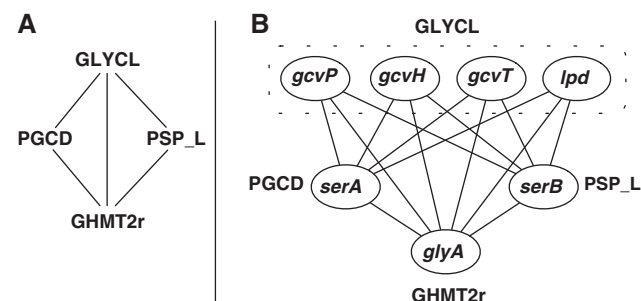 A
GLYCL
PGCD
PSP_L
GHMT2r
B
GLYCL
gcvP gcvH gcvT lpd
PGCD serA serB PSP_L
glyA
GHMT2r